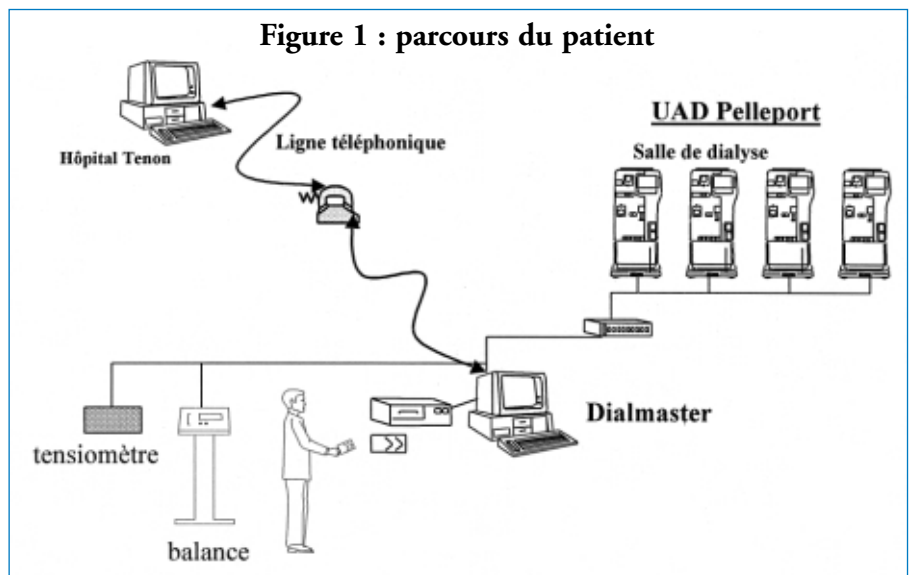 Figure 1 : parcours du patient
Hôpital Tenon
Ligne téléphonique
UAD Pelleport
Salle de dialyse
Dialmaster
tensiomètre
balance